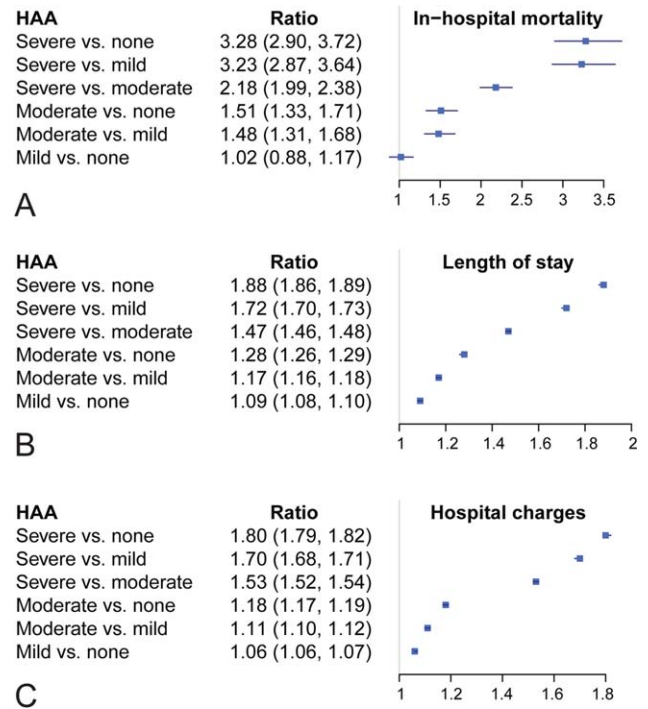 HAA Ratio In-hospital mortality
Severe vs. none 3.28 (2.90, 3.72)
Severe vs. mild 3.23 (2.87, 3.64)
Severe vs. moderate 2.18 (1.99, 2.38)
Moderate vs. none 1.51 (1.33, 1.71)
Moderate vs. mild 1.48 (1.31, 1.68)
Mild vs. none 1.02 (0.88, 1.17)
1 1.5 2 2.5 3 3.5
A
HAA Ratio Length of stay
Severe vs. none 1.88 (1.86, 1.89)
Severe vs. mild 1.72 (1.70, 1.73)
Severe vs. moderate 1.47 (1.46, 1.48)
Moderate vs. none 1.28 (1.26, 1.29)
Moderate vs. mild 1.17 (1.16, 1.18)
Mild vs. none 1.09 (1.08, 1.10)
1 1.2 1.4 1.6 1.8 2
B
HAA Ratio Hospital charges
Severe vs. none 1.80 (1.79, 1.82)
Severe vs. mild 1.70 (1.68, 1.71)
Severe vs. moderate 1.53 (1.52, 1.54)
Moderate vs. none 1.18 (1.17, 1.19)
Moderate vs. mild 1.11 (1.10, 1.12)
Mild vs. none 1.06 (1.06, 1.07)
1 1.2 1.4 1.6 1.8
C